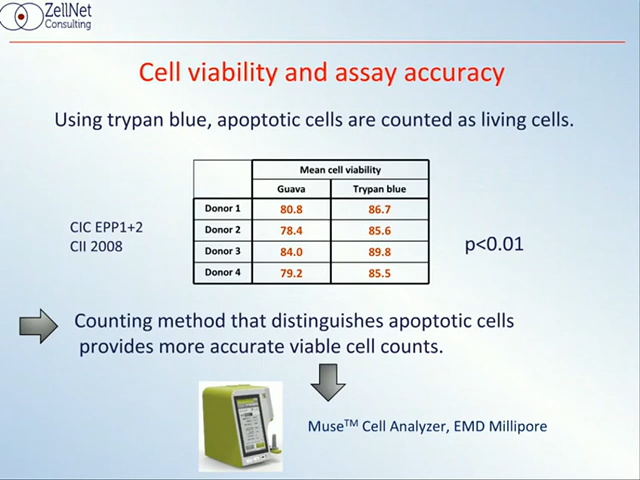 ZellNet
Consulting
Cell viability and assay accuracy
Using trypan blue, apoptotic cells are counted as living cells.
Mean cell viability
Guava Trypan blue
Donor 1 80.8 86.7
Donor 2 78.4 85.6
Donor 3 84.0 89.8
Donor 4 79.2 85.5
CIC EPP1+2
CII 2008
p<0.01
Counting method that distinguishes apoptotic cells
provides more accurate viable cell counts.
Muse™ Cell Analyzer, EMD Millipore